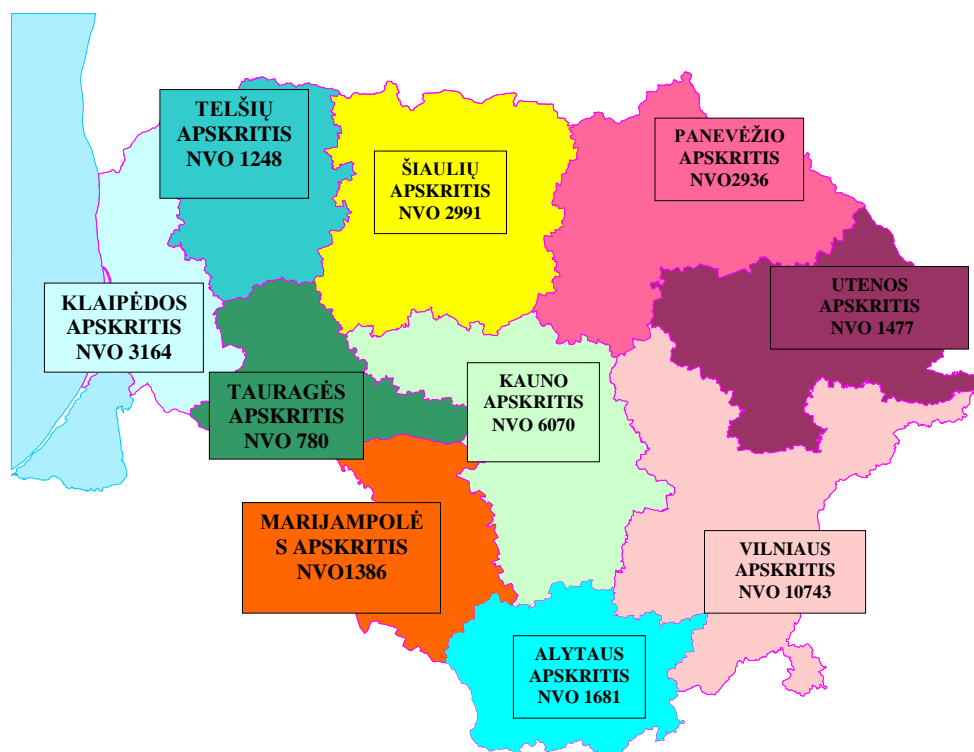 TELŠIŲ
APSKRITIS
NVO 1248
ŠIAULIŲ
APSKRITIS
NVO 2991
PANEVĖŽIO
APSKRITIS
NVO2936
KLAIPĖDOS
APSKRITIS
NVO 3164
UTENOS
APSKRITIS
NVO 1477
TAURAGĖS
APSKRITIS
NVO 780
KAUNO
APSKRITIS
NVO 6070
MARIJAMPOLĖ
S APSKRITIS
NVO1386
VILNIAUS
APSKRITIS
NVO 10743
ALYTAUS
APSKRITIS
NVO 1681